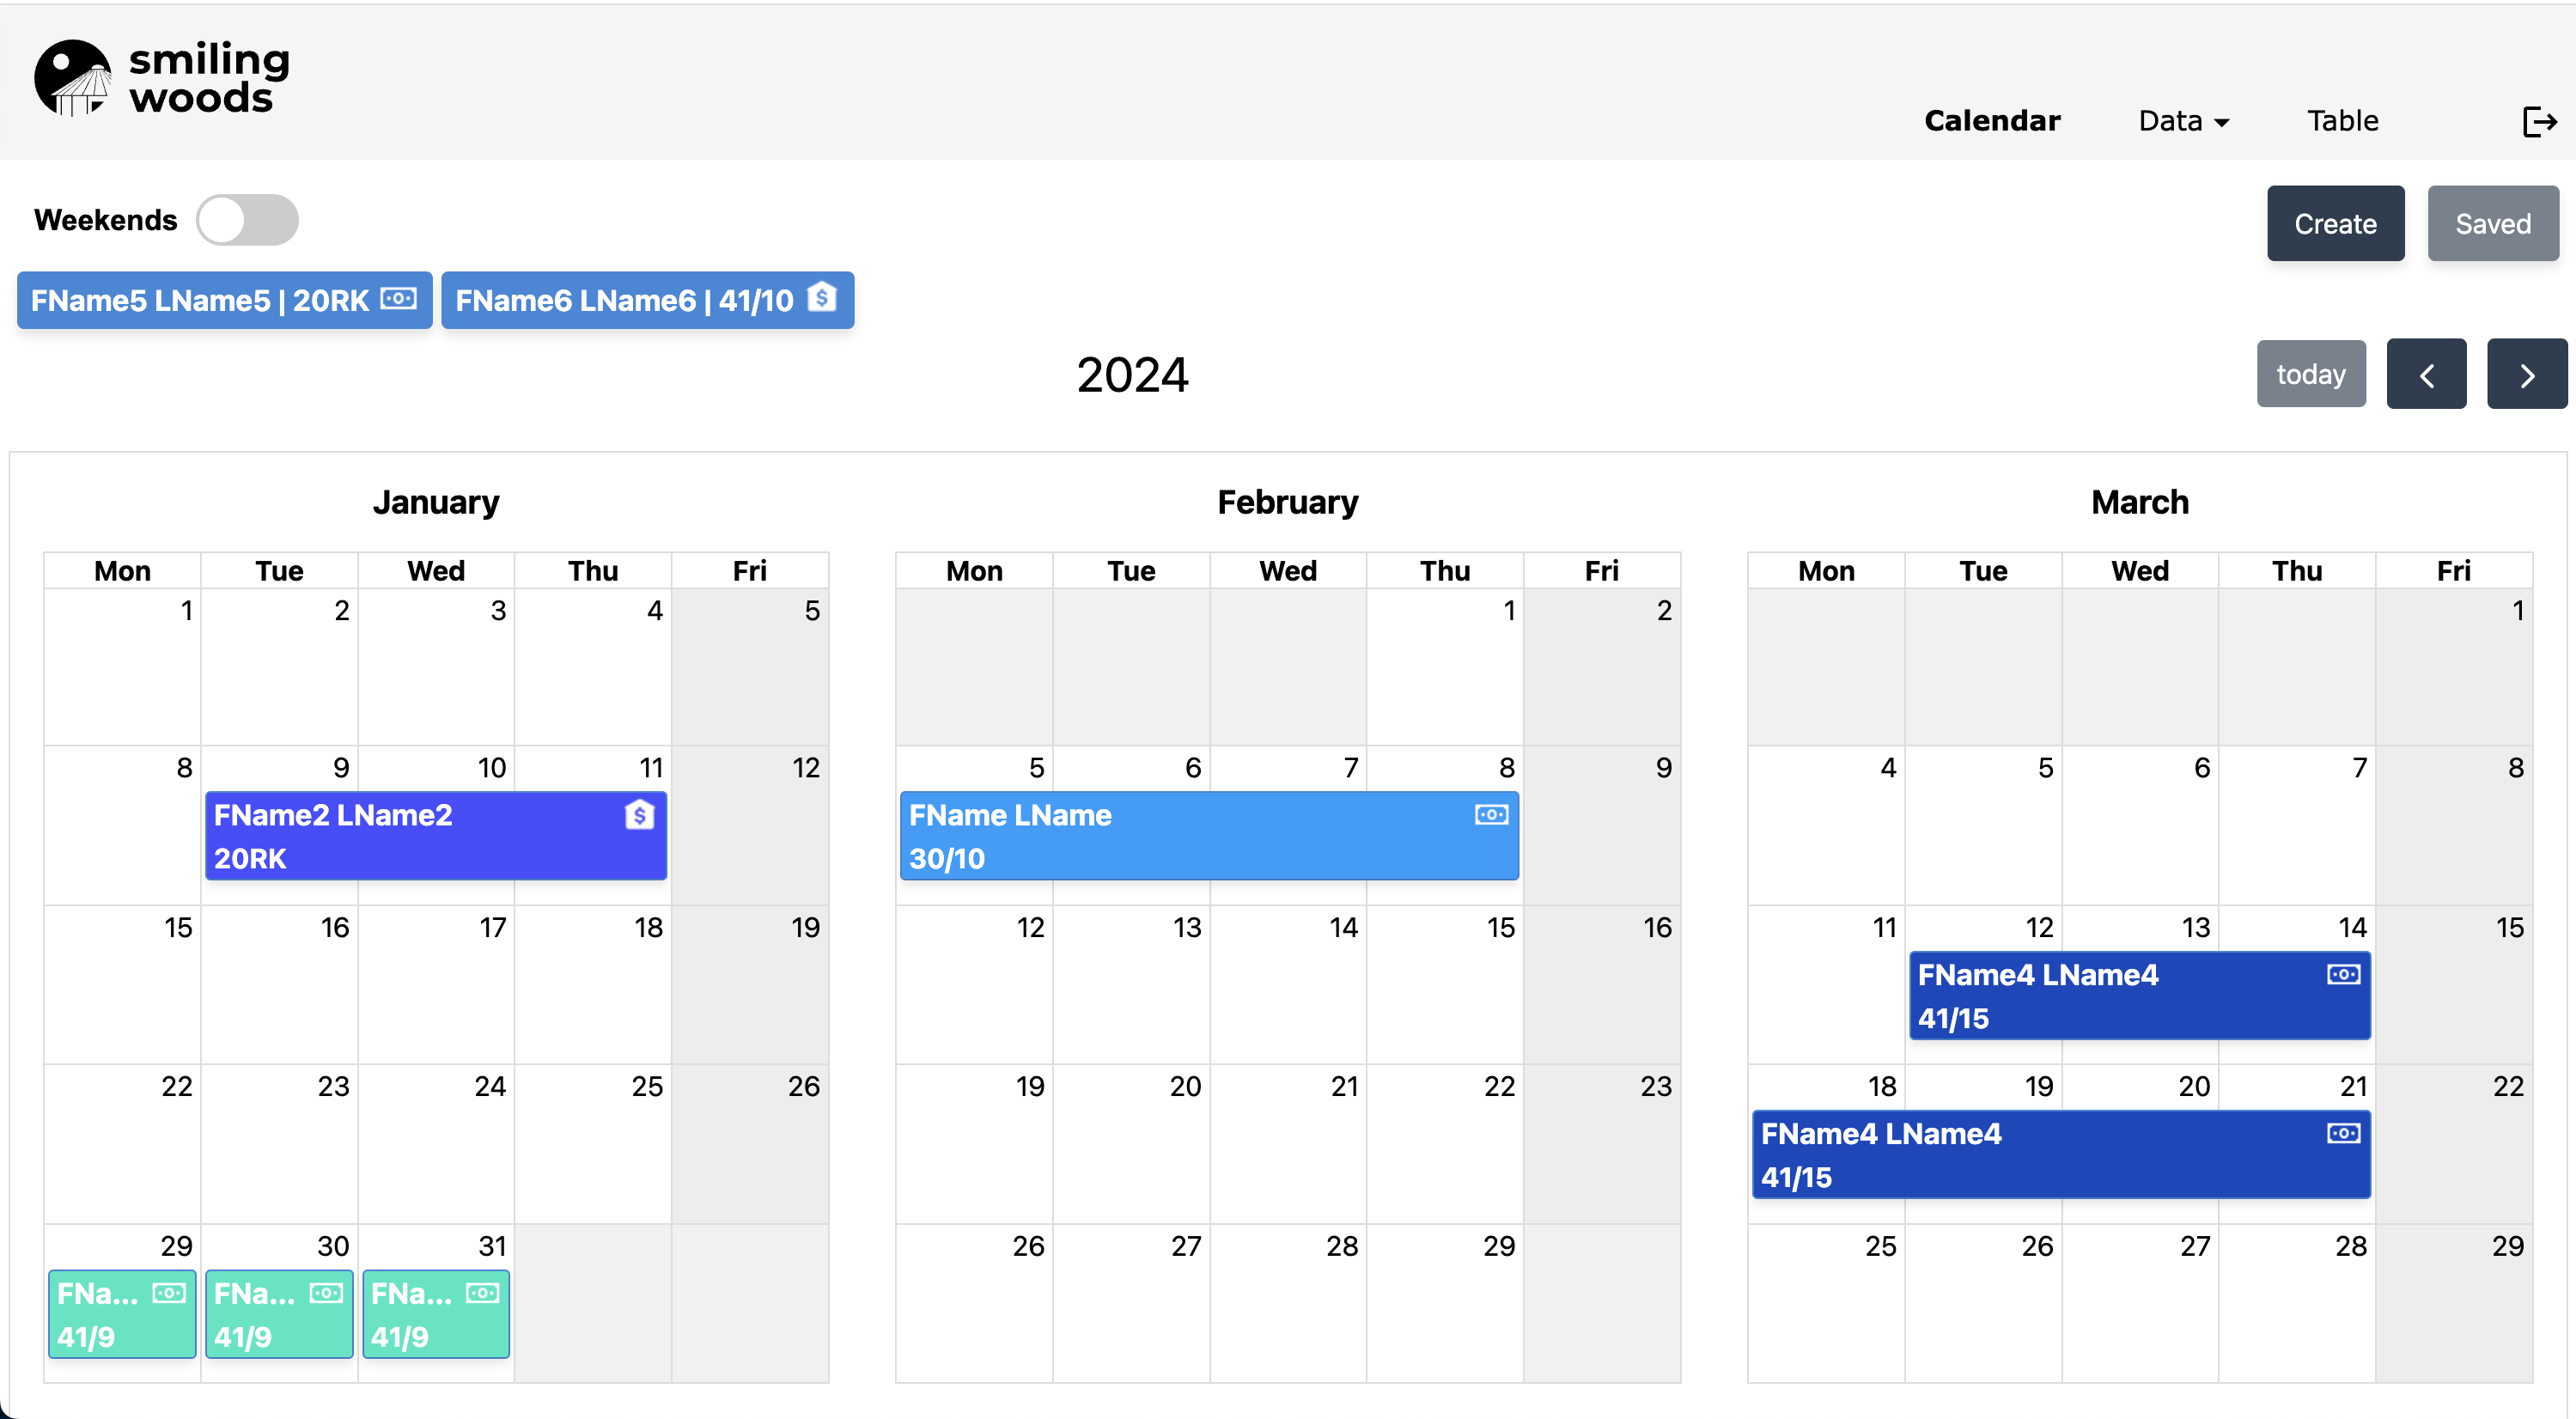 smiling
woods
Calendar Data Table
Weekends Create Saved
FName5 LName5 | 20RK FName6 LName6 | 41/10
2024 today
January
Mon Tue Wed Thu Fri
1 2 3 4 5
8 9 10 11 12
FName2 LName2
20RK
15 16 17 18 19
22 23 24 25 26
29 30 31
FNa... FNa... FNa...
41/9 41/9 41/9
February
Mon Tue Wed Thu Fri
1 2
5 6 7 8 9
FName LName
30/10
12 13 14 15 16
19 20 21 22 23
26 27 28 29
March
Mon Tue Wed Thu Fri
1
4 5 6 7 8
11 12 13 14 15
FName4 LName4
41/15
18 19 20 21 22
FName4 LName4
41/15
25 26 27 28 29